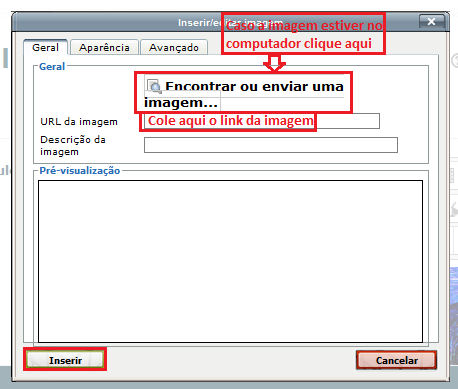 Inserir/editar imagem
Caso a imagem estiver no
computador clique aqui
Geral Aparência Avançado
Geral
Encontrar ou enviar uma
imagem...
URL da imagem Cole aqui o link da imagem
Descrição da
imagem
Pré-visualização
Inserir Cancelar